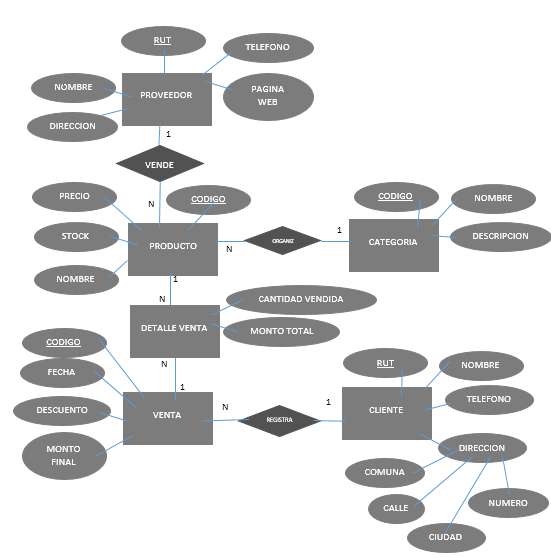 RUT
TELEFONO
NOMBRE
PROVEEDOR
PAGINA
WEB
DIRECCION
1
VENDE
PRECIO
N
CODIGO
CODIGO
NOMBRE
STOCK
PRODUCTO
N
ORGANIZ
1
CATEGORIA
DESCRIPCION
NOMBRE
1
N
CANTIDAD VENDIDA
DETALLE VENTA
MONTO TOTAL
CODIGO
N
RUT
NOMBRE
FECHA
1
TELEFONO
DESCUENTO
VENTA
N
REGISTRA
1
CLIENTE
MONTO
FINAL
DIRECCION
COMUNA
CALLE
NUMERO
CIUDAD